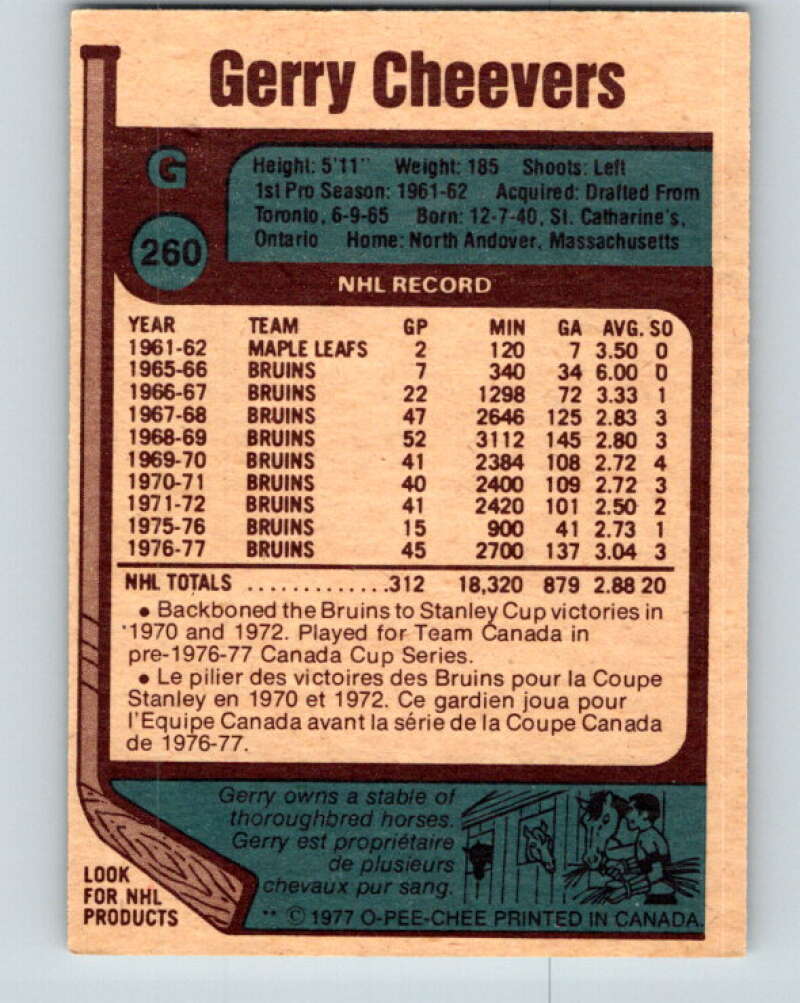 Gerry Cheevers
G
260
Height: 5'11" Weight: 185 Shoots: Left
1st Pro Season: 1961-62 Acquired: Drafted From
Toronto, 6-9-65 Born: 12-7-40, St. Catharine's,
Ontario Home: North Andover, Massachusetts
NHL RECORD
YEAR TEAM GP MIN GA AVG. SO
1961-62 MAPLE LEAFS 2 120 7 3.50 0
1965-66 BRUINS 7 340 34 6.00 0
1966-67 BRUINS 22 1298 72 3.33 1
1967-68 BRUINS 47 2646 125 2.83 3
1968-69 BRUINS 52 3112 145 2.80 3
1969-70 BRUINS 41 2384 108 2.72 4
1970-71 BRUINS 40 2400 109 2.72 3
1971-72 BRUINS 41 2420 101 2.50 2
1975-76 BRUINS 15 900 41 2.73 1
1976-77 BRUINS 45 2700 137 3.04 3
NHL TOTALS .............312 18,320 879 2.88 20
• Backboned the Bruins to Stanley Cup victories in
1970 and 1972. Played for Team Canada in
pre-1976-77 Canada Cup Series.
• Le pilier des victoires des Bruins pour la Coupe
Stanley en 1970 et 1972. Ce gardien joua pour
l'Equipe Canada avant la série de la Coupe Canada
de 1976-77.
Gerry owns a stable of
thoroughbred horses.
Gerry est propriétaire
de plusieurs
chevaux pur sang.
LOOK
FOR NHL
PRODUCTS
** © 1977 O-PEE-CHEE PRINTED IN CANADA.